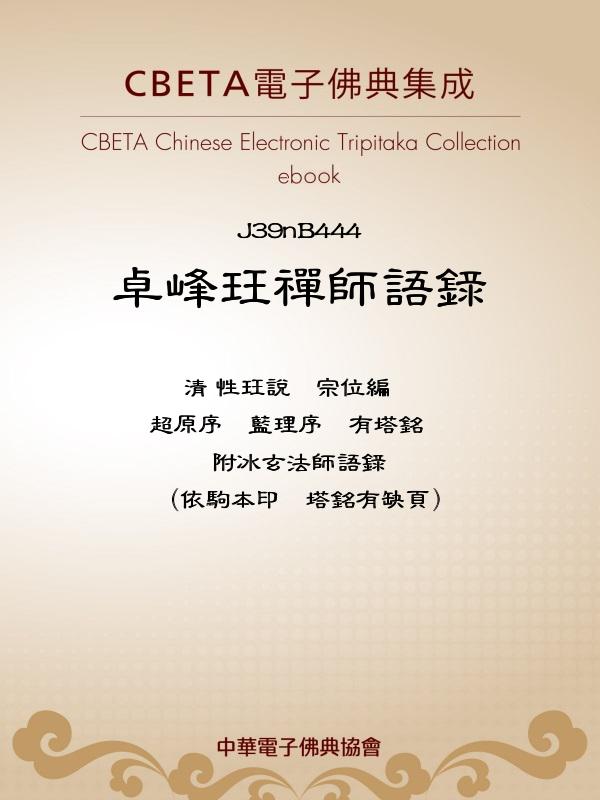 CBETA電子佛典集成
CBETA Chinese Electronic Tripitaka Collection
ebook
J39nB444
卓峰玨禪師語錄
清 性玨說 宗位編
超原序 藍理序 有塔銘
附冰玄法師語錄
（依駒本印 塔銘有缺頁）
中華電子佛典協會